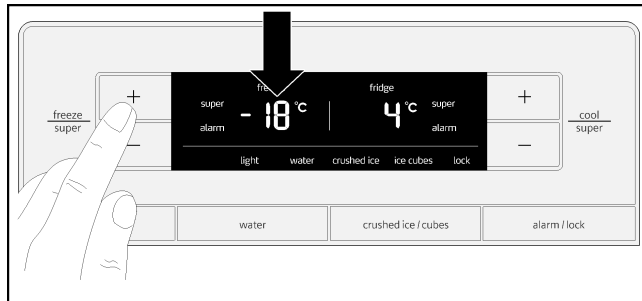 fre
fridge
super
-18°C
4°C
super
alarm
alarm
light water crushed ice ice cubes lock
+
−
freeze
super
+
−
cool
super
water
crushed ice / cubes
alarm / lock